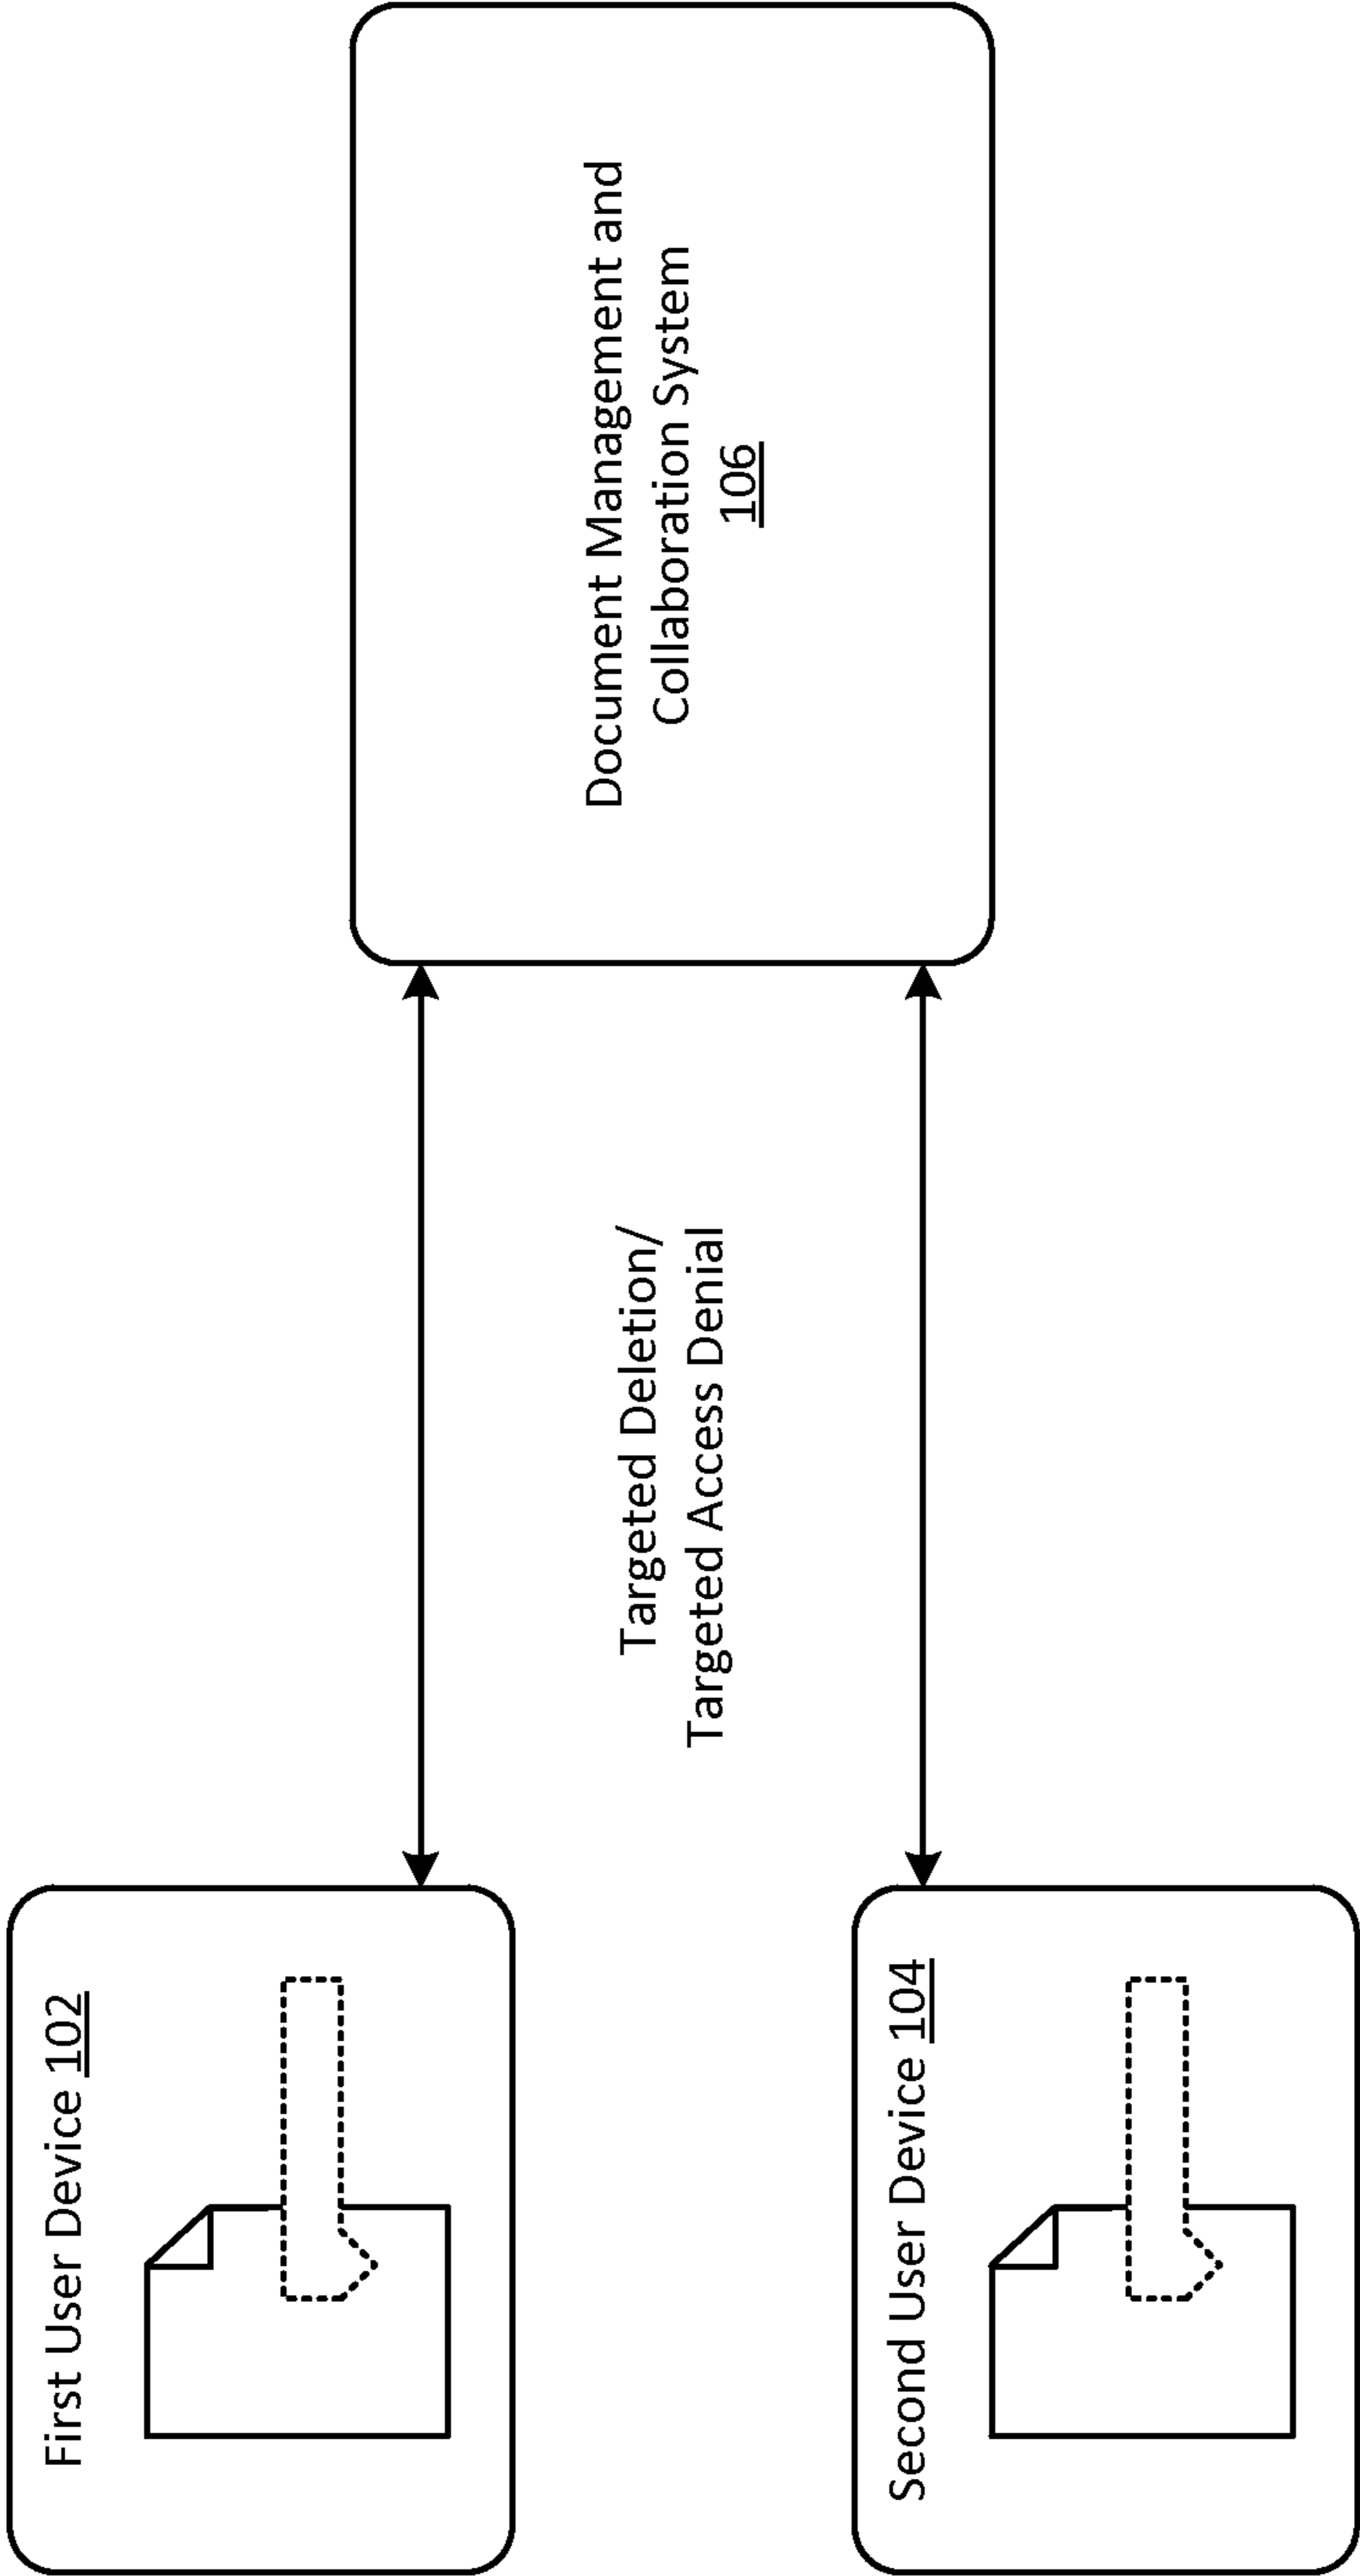 First User Device 102
Second User Device 104
Targeted Deletion/
Targeted Access Denial
Document Management and
Collaboration System
106